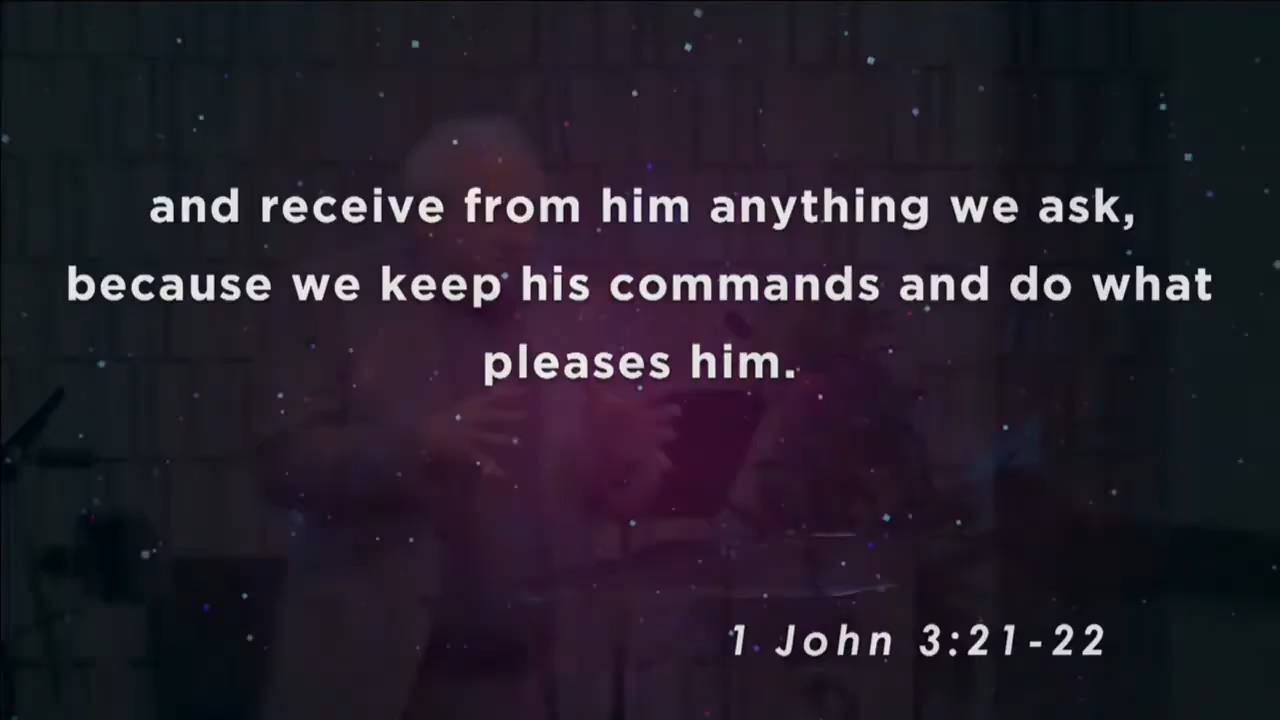 and receive from him anything we ask,
because we keep his commands and do what
pleases him.
1 John 3:21-22